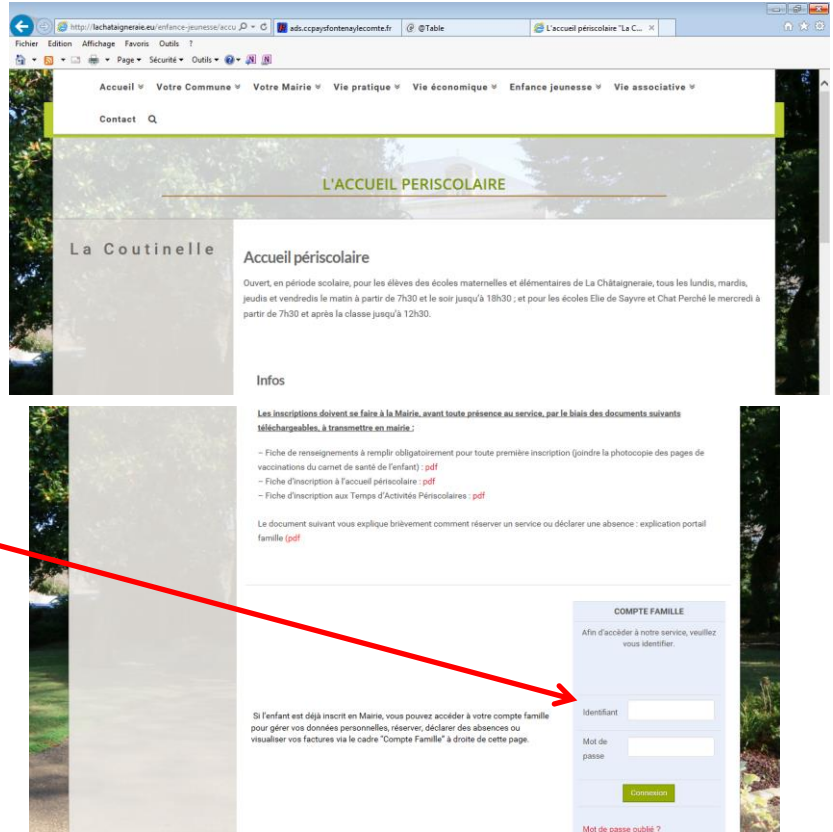 http://lachataigneraie.eu/enfance-jeunesse/accu
ads.ccpaysfontenaylecomte.fr
@Table
L'accueil périscolaire "La C...
Fichier Edition Affichage Favoris Outils ?
Page Sécurité Outils
Accueil Votre Commune Votre Mairie Vie pratique Vie économique Enfance jeunesse Vie associative
Contact
L'ACCUEIL PERISCOLAIRE
La Coutinelle
Accueil périscolaire
Ouvert, en période scolaire, pour les élèves des écoles maternelles et élémentaires de La Châtaigneraie, tous les lundis, mardis,
jeudis et vendredis le matin à partir de 7h30 et le soir jusqu'à 18h30 ; et pour les écoles Elie de Sayvre et Chat Perché le mercredi à
partir de 7h30 et après la classe jusqu'à 12h30.
Infos
Les inscriptions doivent se faire à la Mairie, avant toute présence au service, par le biais des documents suivants
téléchargeables, à transmettre en mairie :
– Fiche de renseignements à remplir obligatoirement pour toute première inscription (joindre la photocopie des pages de
vaccinations du carnet de santé de l'enfant) : pdf
– Fiche d'inscription à l'accueil périscolaire : pdf
– Fiche d'inscription aux Temps d'Activités Périscolaires : pdf
Le document suivant vous explique brièvement comment réserver un service ou déclarer une absence : explication portail
famille (pdf
Si l'enfant est déjà inscrit en Mairie, vous pouvez accéder à votre compte famille
pour gérer vos données personnelles, réserver, déclarer des absences ou
visualiser vos factures via le cadre "Compte Famille" à droite de cette page.
COMPTE FAMILLE
Afin d'accèder à notre service, veuillez
vous identifier.
Identifiant
Mot de
passe
Connexion
Mot de passe oublié ?